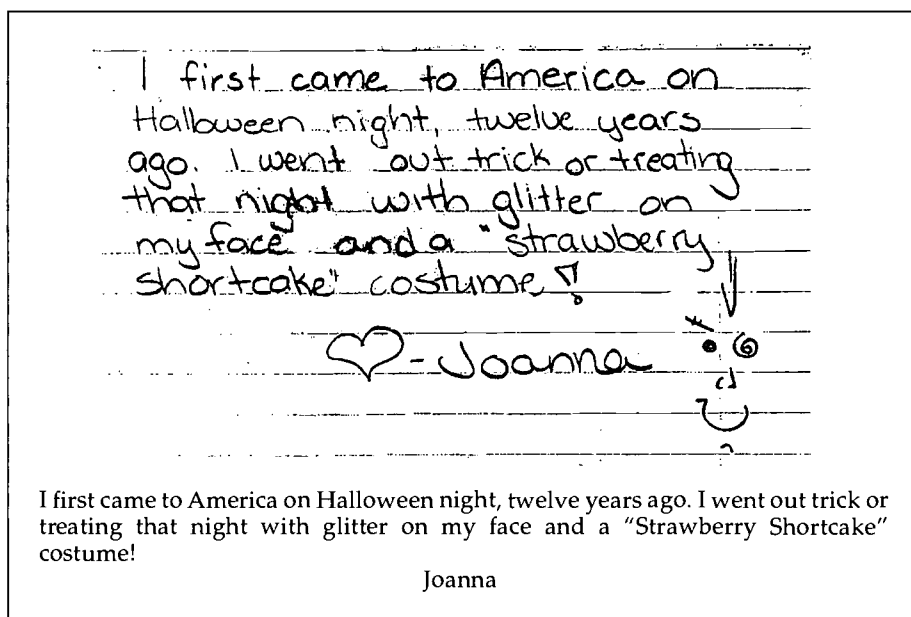 I first came to America on
Halloween night, twelve years
ago. I went out trick or treating
that night with glitter on
my face and a "strawberry
shortcake" costume!
- Joanna
I first came to America on Halloween night, twelve years ago. I went out trick or
treating that night with glitter on my face and a “Strawberry Shortcake”
costume!
Joanna